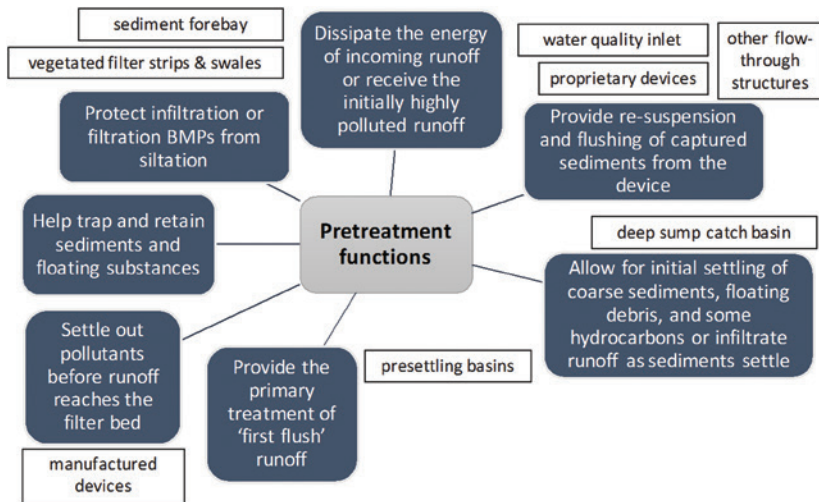 sediment forebay
vegetated filter strips & swales
Protect infiltration or
filtration BMPs from
siltation
Dissipate the energy
of incoming runoff
or receive the
initially highly
polluted runoff
water quality inlet
proprietary devices
other flow-
through
structures
Provide re-suspension
and flushing of captured
sediments from the
device
Help trap and retain
sediments and
floating substances
Pretreatment
functions
deep sump catch basin
Allow for initial settling of
coarse sediments, floating
debris, and some
hydrocarbons or infiltrate
runoff as sediments settle
Settle out
pollutants
before runoff
reaches the
filter bed
manufactured
devices
Provide the
primary
treatment of
‘first flush’
runoff
presettling basins